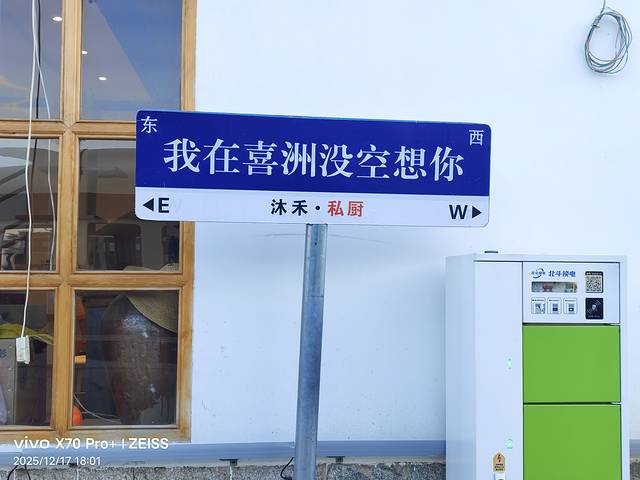 东
西
我在喜洲没空想你
◀E
沐禾·私厨
W▶
北斗换电
vivo X70 Pro+ | ZEISS
2025/12/17 18:01